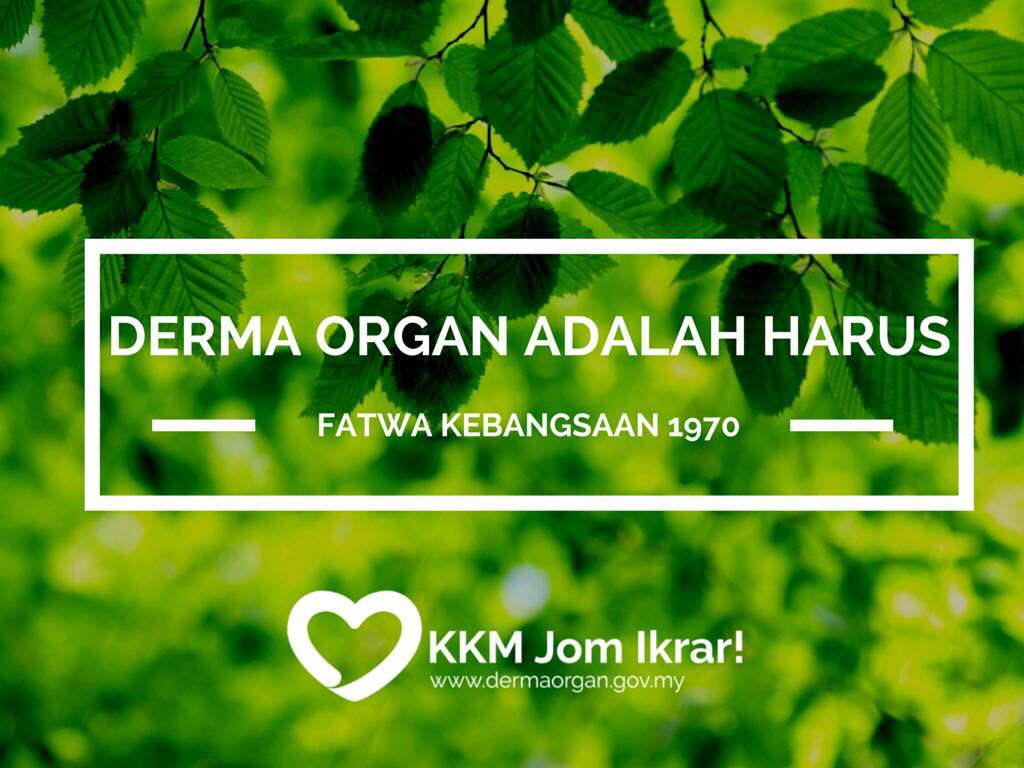 DERMA ORGAN ADALAH HARUS
FATWA KEBANGSAAN 1970
KKM Jom Ikrar!
www.dermaorgan.gov.my